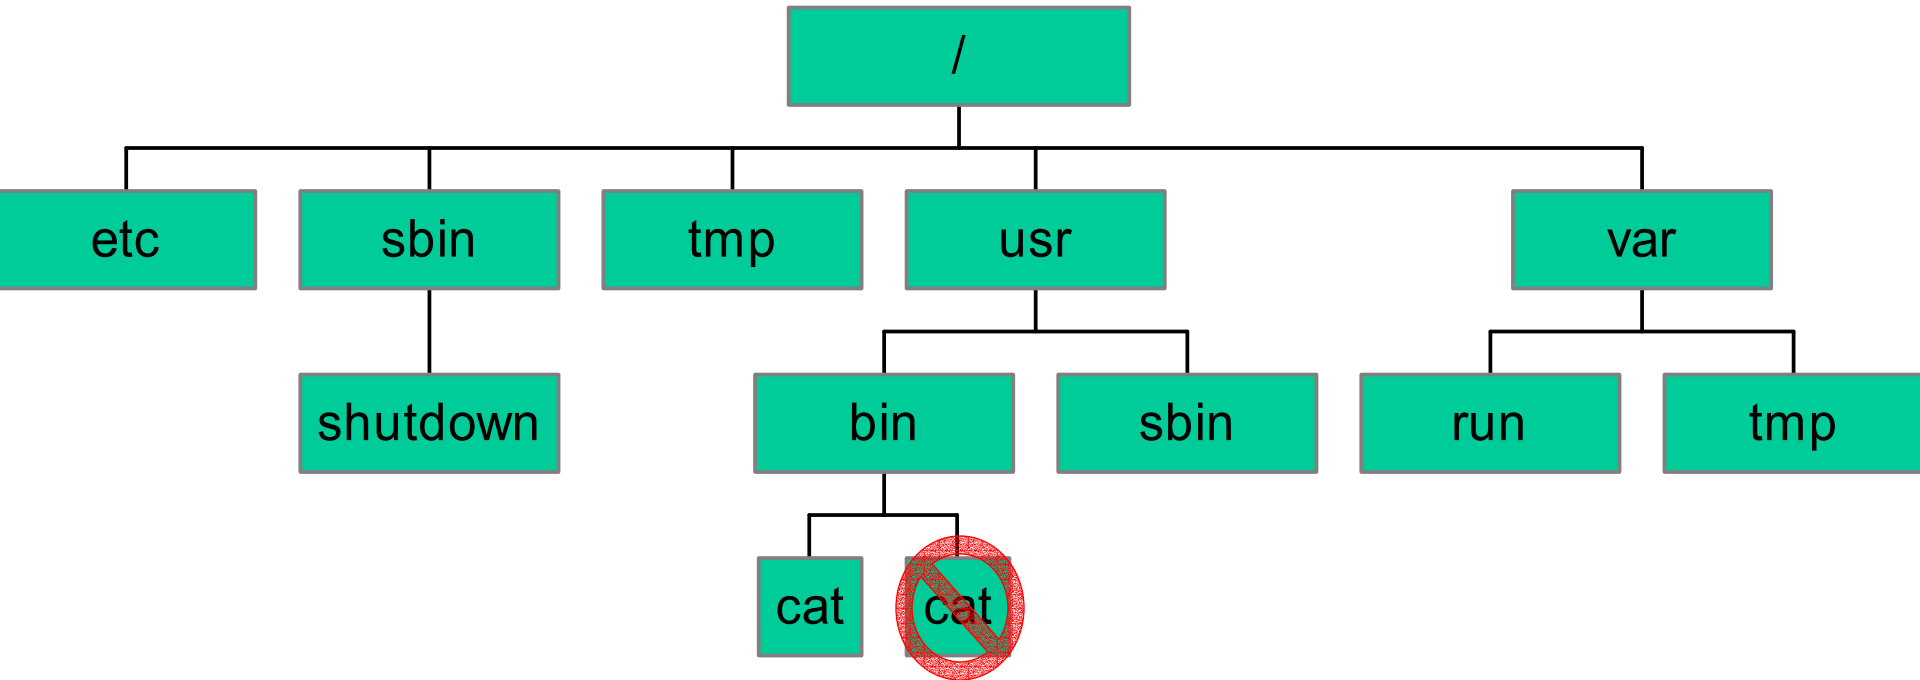 /
etc
sbin
tmp
usr
var
shutdown
bin
sbin
run
tmp
cat
cat